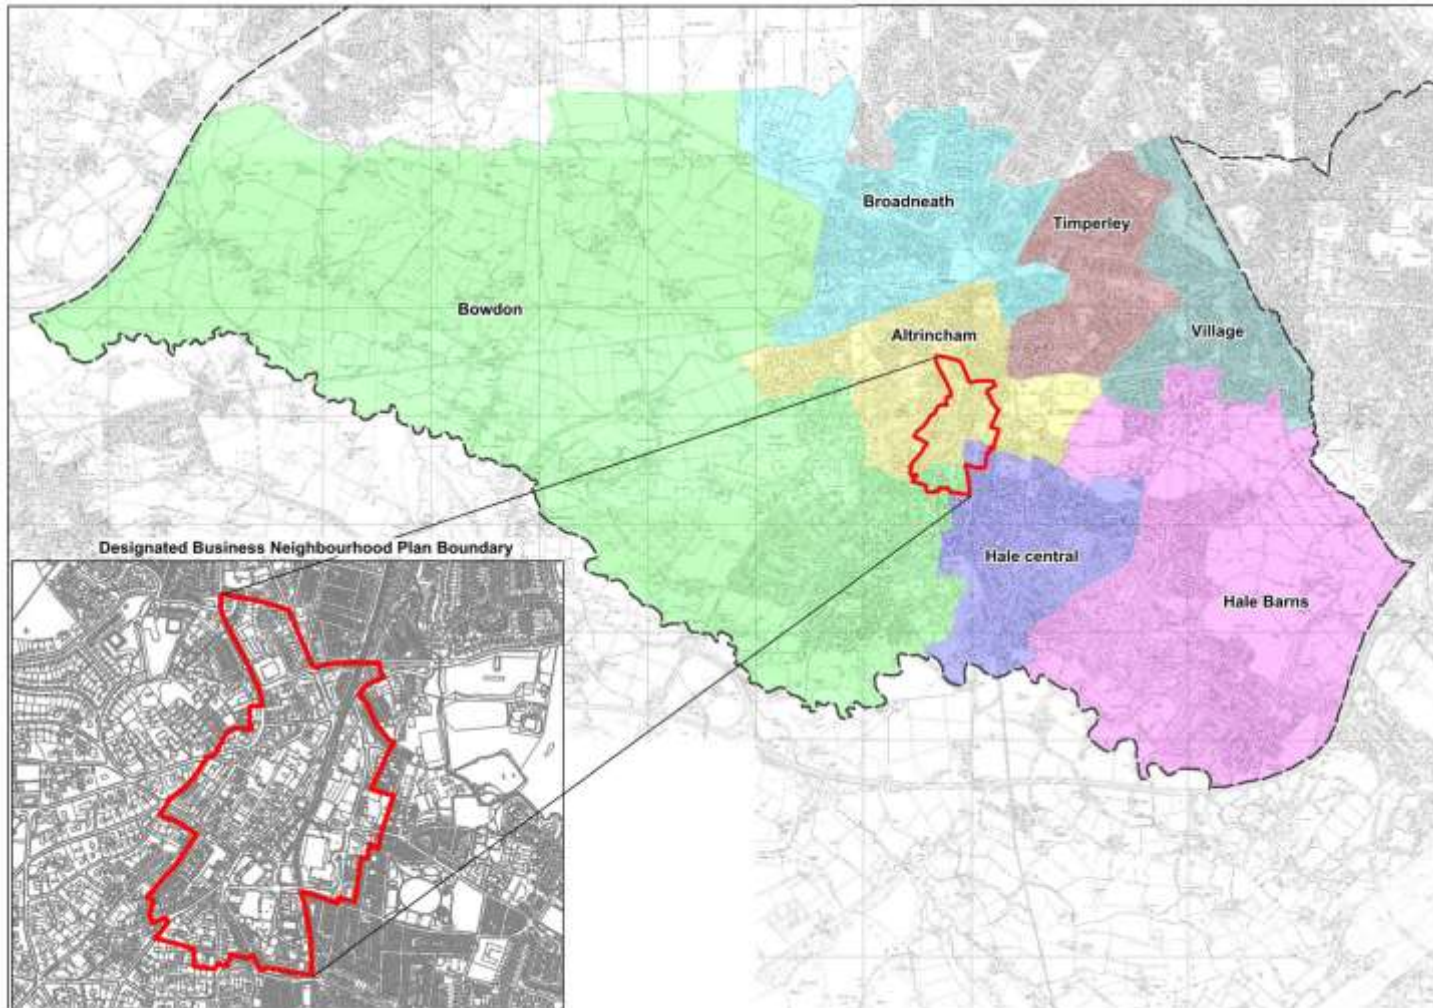 Broadneath
Timperley
Bowdon
Altrincham
Village
Designated Business Neighbourhood Plan Boundary
Hale central
Hale Barns